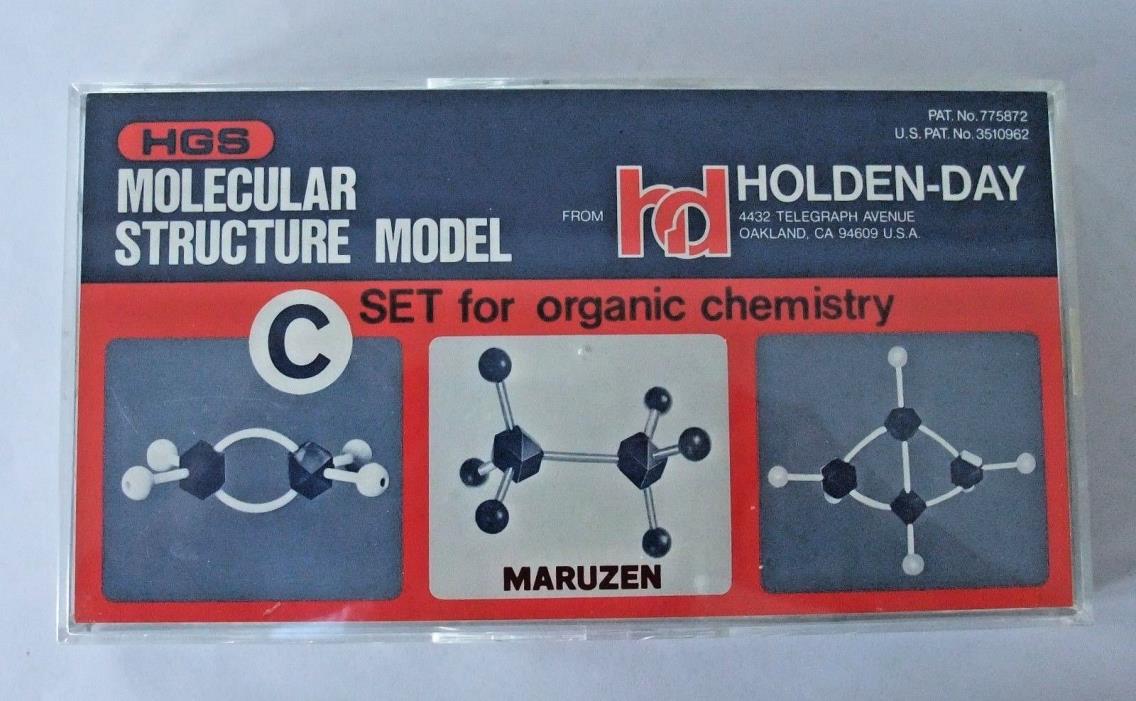 HGS
MOLECULAR
STRUCTURE MODEL
PAT. No. 775872
U.S. PAT. No. 3510962
FROM
hd
HOLDEN-DAY
4432 TELEGRAPH AVENUE
OAKLAND, CA 94609 U.S.A.
C
SET for organic chemistry
MARUZEN